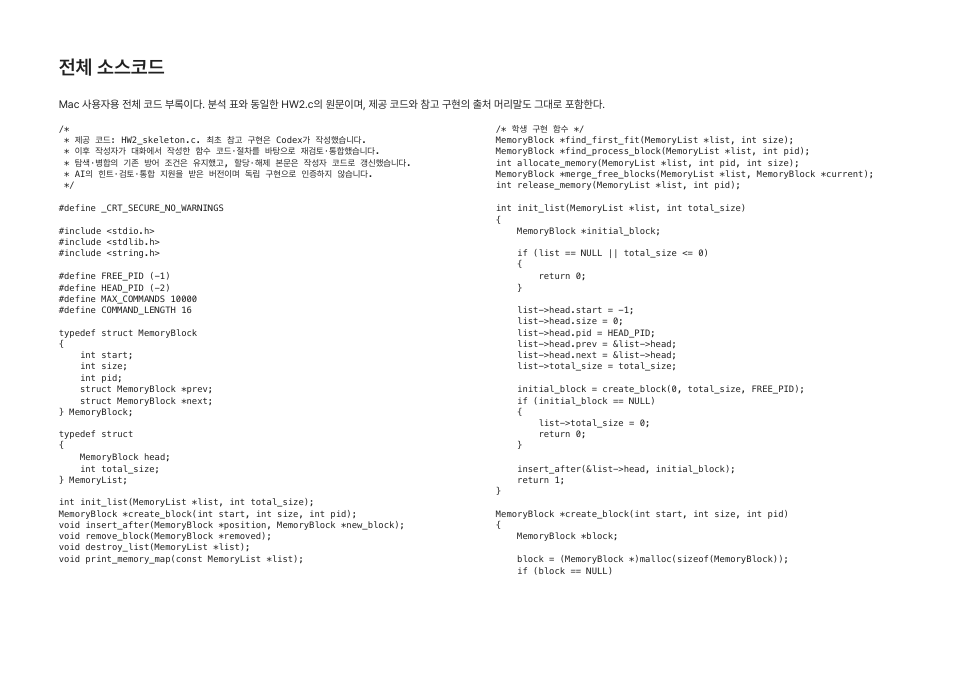 전체 소스코드
Mac 사용자용 전체 코드 부록이다. 분석 표와 동일한 HW2.c의 원문이며, 제공 코드와 참고 구현의 출처 머리말도 그대로 포함한다.
/*
 * 제공 코드: HW2_skeleton.c. 최초 참고 구현은 Codex가 작성했습니다.
 * 이후 작성자가 대화에서 작성한 함수 코드·절차를 바탕으로 재검토·통합했습니다.
 * 탐색·병합의 기존 방어 조건은 유지했고, 할당·해제 본문은 작성자 코드로 갱신했습니다.
 * AI의 힌트·검토·통합 지원을 받은 버전이며 독립 구현으로 인증하지 않습니다.
 */

#define _CRT_SECURE_NO_WARNINGS

#include <stdio.h>
#include <stdlib.h>
#include <string.h>

#define FREE_PID (-1)
#define HEAD_PID (-2)
#define MAX_COMMANDS 10000
#define COMMAND_LENGTH 16

typedef struct MemoryBlock
{
    int start;
    int size;
    int pid;
    struct MemoryBlock *prev;
    struct MemoryBlock *next;
} MemoryBlock;

typedef struct
{
    MemoryBlock head;
    int total_size;
} MemoryList;

int init_list(MemoryList *list, int total_size);
MemoryBlock *create_block(int start, int size, int pid);
void insert_after(MemoryBlock *position, MemoryBlock *new_block);
void remove_block(MemoryBlock *removed);
void destroy_list(MemoryList *list);
void print_memory_map(const MemoryList *list);

/* 학생 구현 함수 */
MemoryBlock *find_first_fit(MemoryList *list, int size);
MemoryBlock *find_process_block(MemoryList *list, int pid);
int allocate_memory(MemoryList *list, int pid, int size);
MemoryBlock *merge_free_blocks(MemoryList *list, MemoryBlock *current);
int release_memory(MemoryList *list, int pid);

int init_list(MemoryList *list, int total_size)
{
    MemoryBlock *initial_block;

    if (list == NULL || total_size <= 0)
    {
        return 0;
    }

    list->head.start = -1;
    list->head.size = 0;
    list->head.pid = HEAD_PID;
    list->head.prev = &list->head;
    list->head.next = &list->head;
    list->total_size = total_size;

    initial_block = create_block(0, total_size, FREE_PID);
    if (initial_block == NULL)
    {
        list->total_size = 0;
        return 0;
    }

    insert_after(&list->head, initial_block);
    return 1;
}

MemoryBlock *create_block(int start, int size, int pid)
{
    MemoryBlock *block;

    block = (MemoryBlock *)malloc(sizeof(MemoryBlock));
    if (block == NULL)